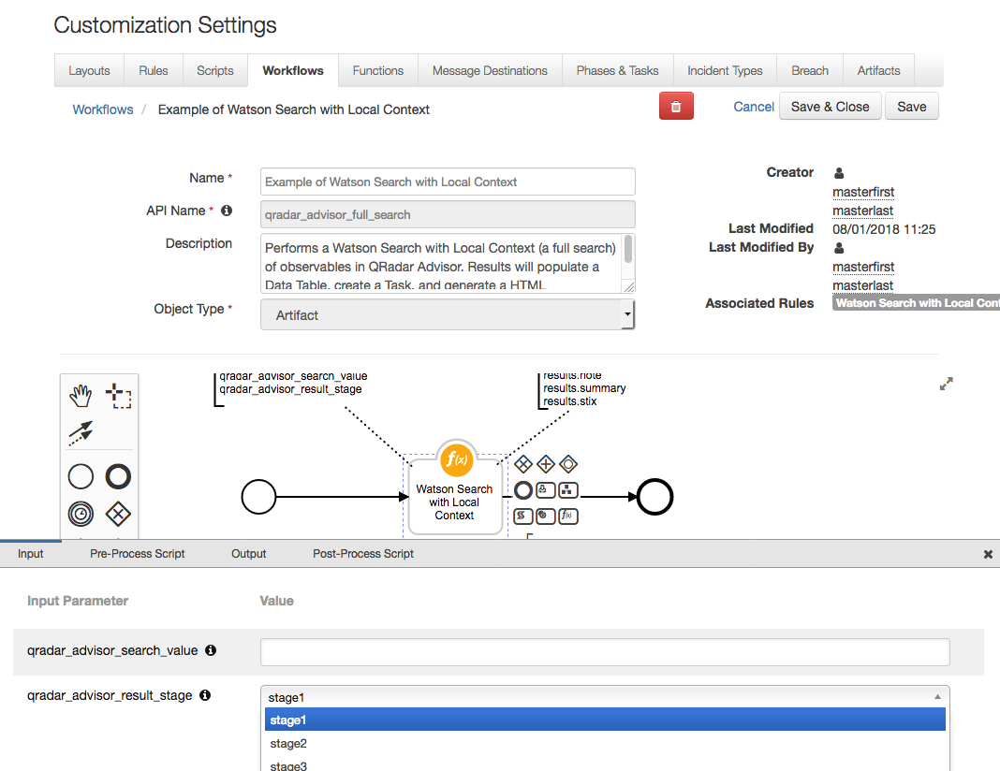 Customization Settings
Layouts Rules Scripts Workflows Functions Message Destinations Phases & Tasks Incident Types Breach Artifacts
Workflows / Example of Watson Search with Local Context
Cancel Save & Close Save
Name * Example of Watson Search with Local Context
API Name * qradar_advisor_full_search
Description Performs a Watson Search with Local Context (a full search)
of observables in QRadar Advisor. Results will populate a
Data Table, create a Task, and generate a HTML
Object Type * Artifact
Creator
masterfirst
masterlast
Last Modified 08/01/2018 11:25
Last Modified By
masterfirst
masterlast
Associated Rules Watson Search with Local Cont
qradar_advisor_search_value
qradar_advisor_result_stage
results.note
results.summary
results.stix
f(x)
Watson Search
with Local
Context
Input Pre-Process Script Output Post-Process Script
Input Parameter Value
qradar_advisor_search_value
qradar_advisor_result_stage stage1
stage1
stage2
stage3